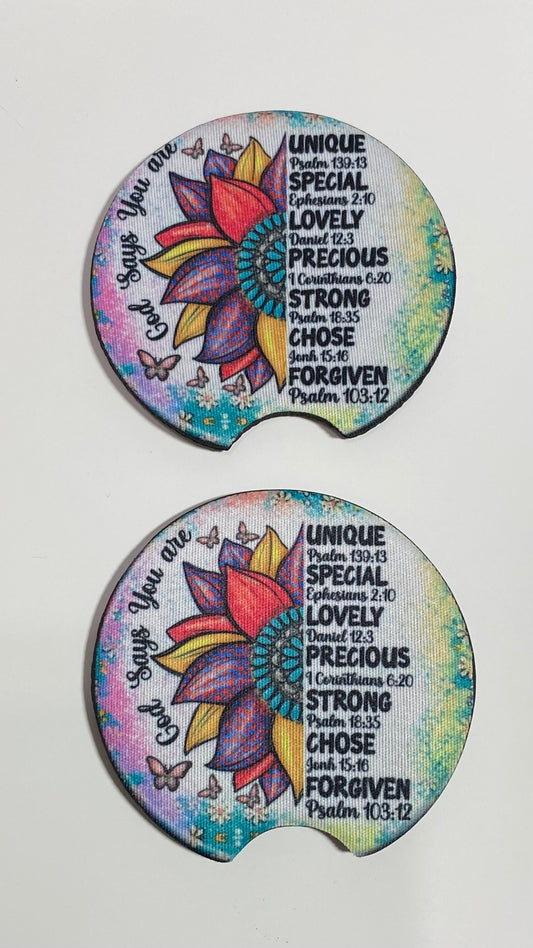 God Says You are
UNIQUE
Psalm 139:13
SPECIAL
Ephesians 2:10
LOVELY
Daniel 12:3
PRECIOUS
1 Corinthians 6:20
STRONG
Psalm 18:35
CHOSE
Jonh 15:16
FORGIVEN
Psalm 103:12
God Says You are
UNIQUE
Psalm 139:13
SPECIAL
Ephesians 2:10
LOVELY
Daniel 12:3
PRECIOUS
1 Corinthians 6:20
STRONG
Psalm 18:35
CHOSE
Jonh 15:16
FORGIVEN
Psalm 103:12